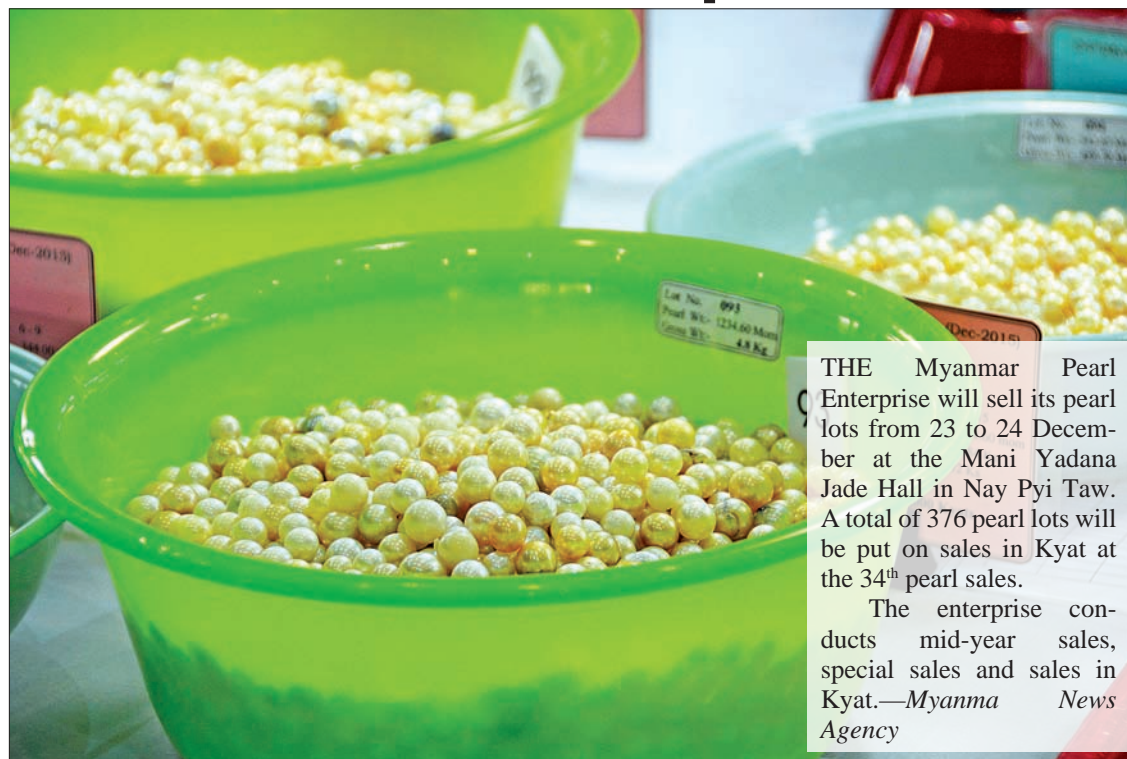 Dec-2015)
6 - 9
Lot No. 093
Pearl Wt:- 1234.60 Mom
Gross Wt:- 4.8 Kg
93
(Dec-2015)
THE Myanmar Pearl
Enterprise will sell its pearl
lots from 23 to 24 Decem-
ber at the Mani Yadana
Jade Hall in Nay Pyi Taw.
A total of 376 pearl lots will
be put on sales in Kyat at
the 34th pearl sales.
The enterprise con-
ducts mid-year sales,
special sales and sales in
Kyat.—Myanma News
Agency